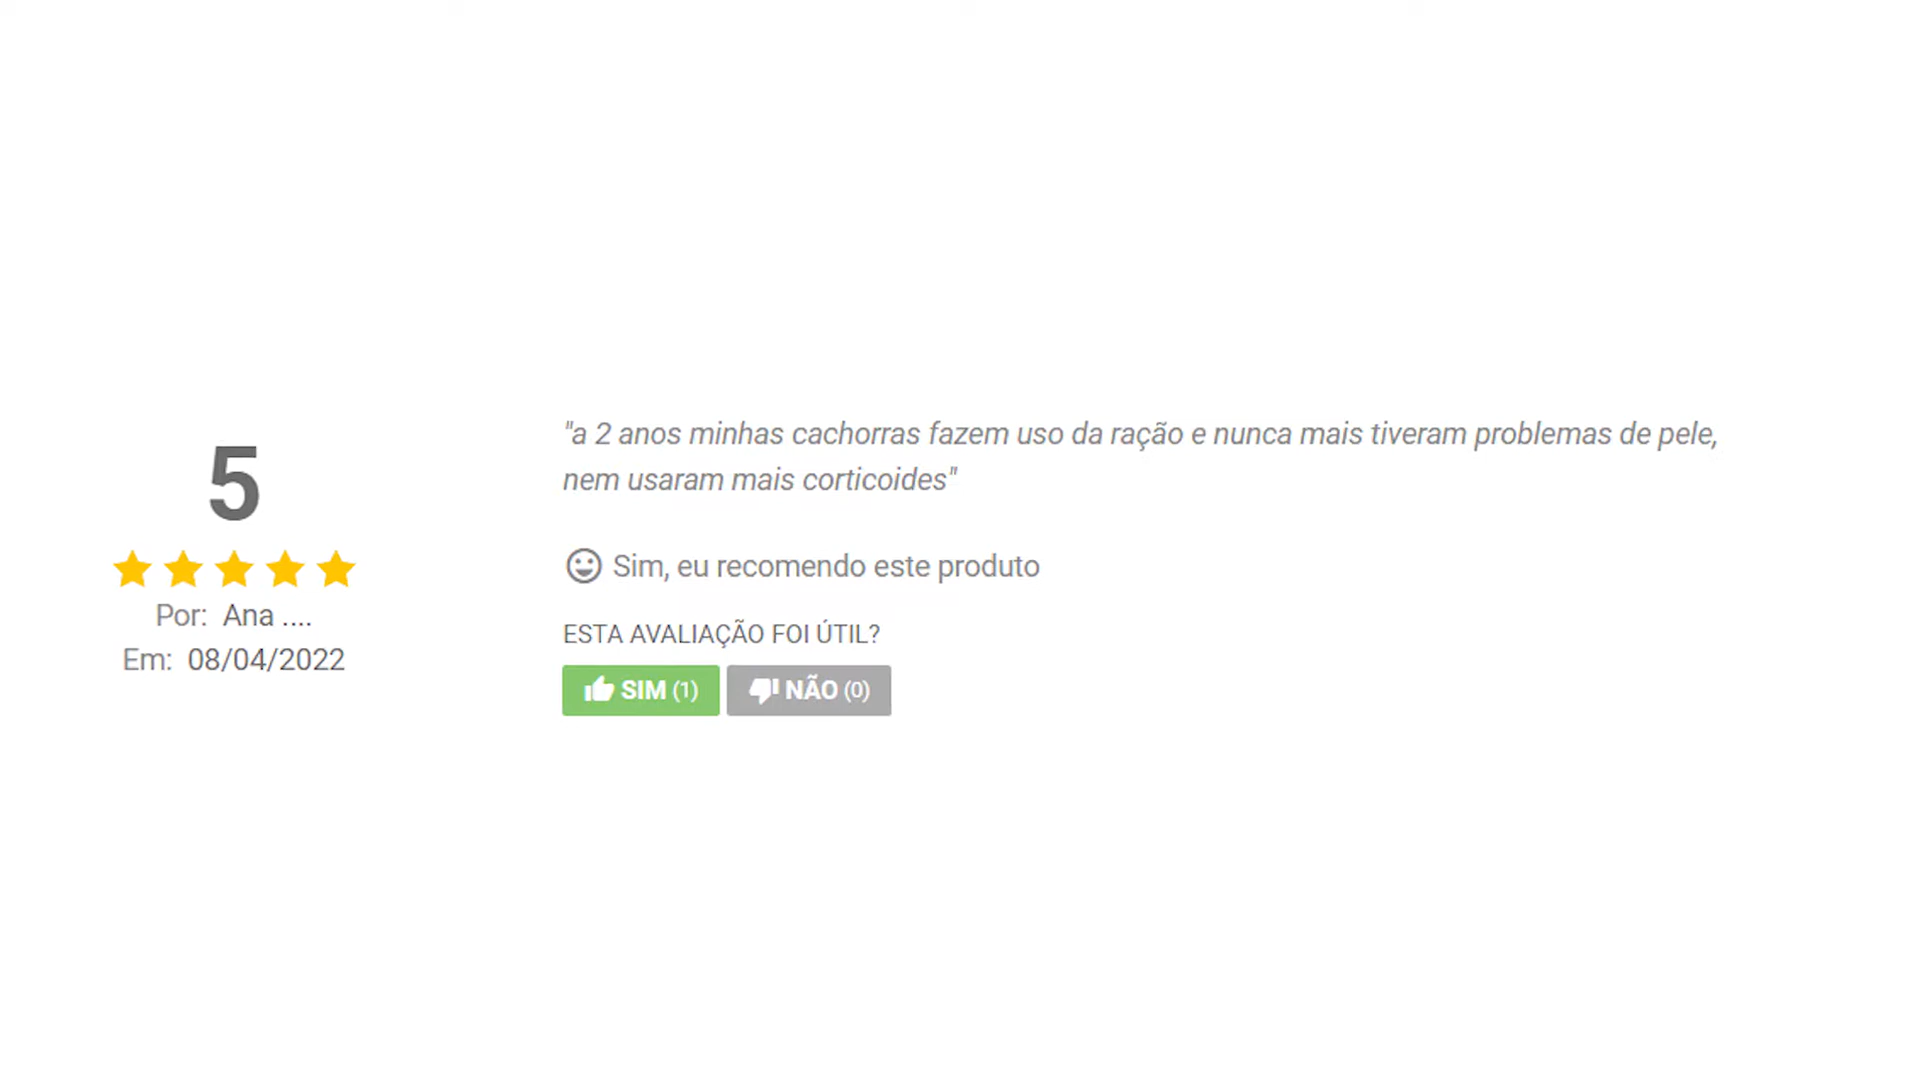 5
Por: Ana ....
Em: 08/04/2022
"a 2 anos minhas cachorras fazem uso da ração e nunca mais tiveram problemas de pele,
nem usaram mais corticoides"
Sim, eu recomendo este produto
ESTA AVALIAÇÃO FOI ÚTIL?
SIM (1) NÃO (0)